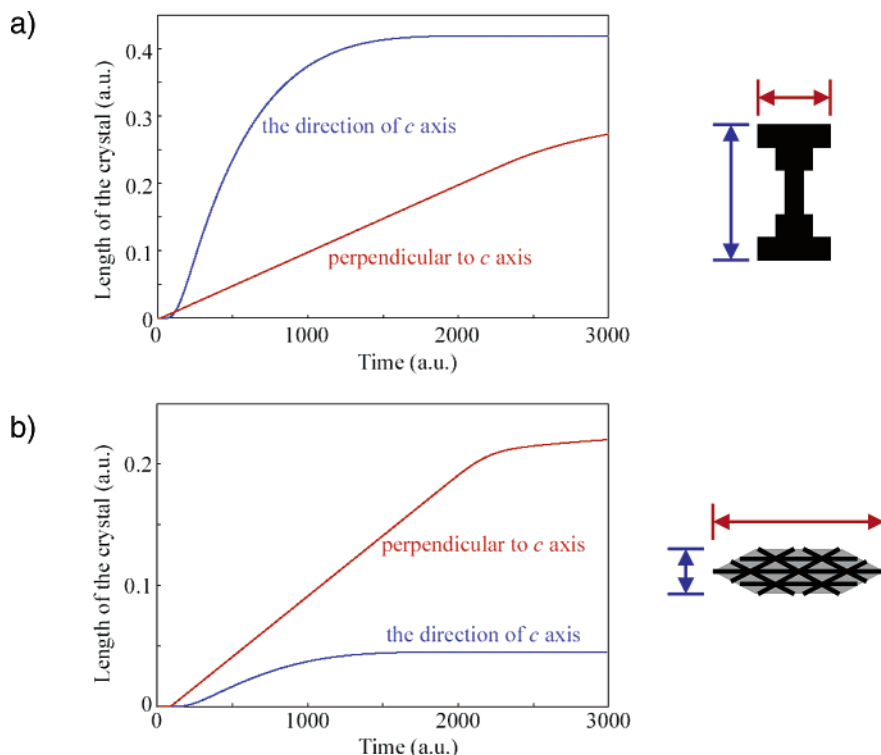 a)
Length of the crystal (a.u.)
0.4
0.3
0.2
0.1
0
the direction of c axis
perpendicular to c axis
0
1000
2000
3000
Time (a.u.)
b)
Length of the crystal (a.u.)
0.2
0.1
0
perpendicular to c axis
the direction of c axis
0
1000
2000
3000
Time (a.u.)